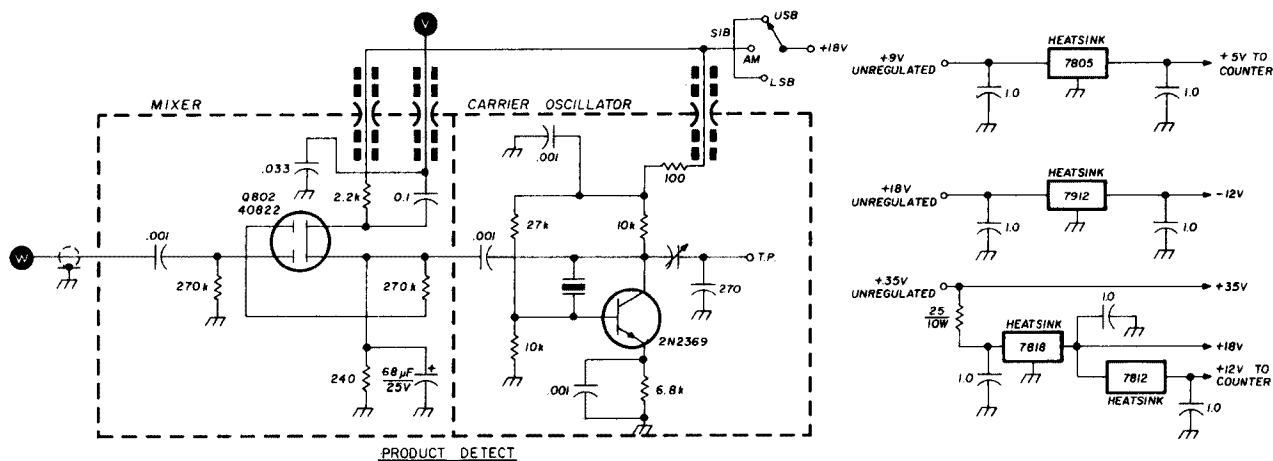 V
USB
SIB
+18V
AM
LSB
MIXER
CARRIER OSCILLATOR
.001
.033
100
Q802
40822
2.2k
0.1
27k
10k
W
.001
.001
T.P.
270k
270k
270
2N2369
10k
240
68µF
25V
.001
6.8k
PRODUCT DETECT
HEATSINK
+9V
UNREGULATED
7805
+5V TO
COUNTER
1.0
1.0
HEATSINK
+18V
UNREGULATED
7912
-12V
1.0
1.0
+35V
UNREGULATED
+35V
25
10W
1.0
HEATSINK
7818
+18V
1.0
7812
+12V TO
COUNTER
HEATSINK
1.0